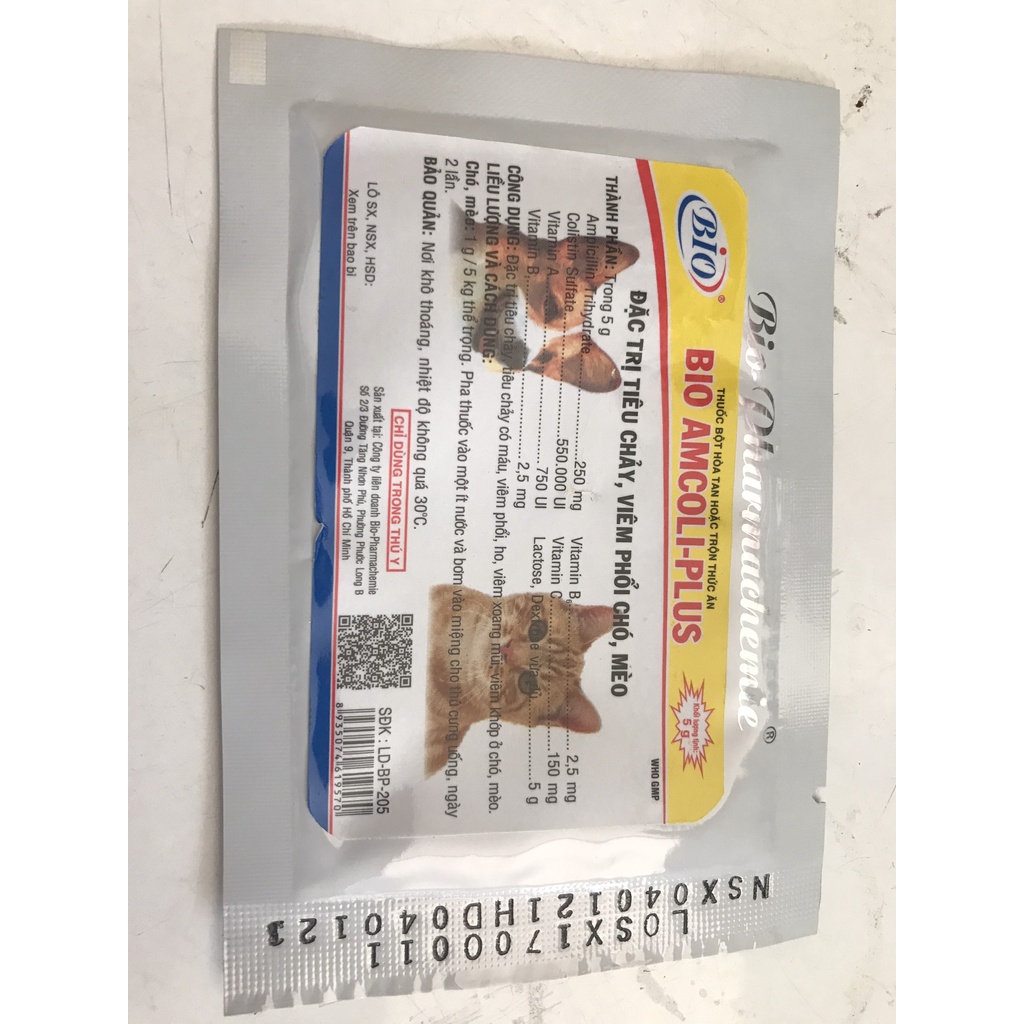 Bio-Pharmachemie®
BIO®
THUỐC BỘT HÒA TAN HOẶC TRỘN THỨC ĂN
BIO AMCOLI-PLUS
Khối lượng tịnh:
5 g
WHO GMP
ĐẶC TRỊ TIÊU CHẢY, VIÊM PHỔI CHÓ, MÈO
THÀNH PHẦN: Trong 5 g
Ampicillin Trihydrate..........250 mg
Colistin Sulfate..........550.000 UI
Vitamin A..........750 UI
Vitamin B₁..........2,5 mg
Vitamin B₆..........2,5 mg
Vitamin C..........150 mg
Lactose, Dextrose vừa đủ..........5 g
CÔNG DỤNG: Đặc trị tiêu chảy, tiêu chảy có máu, viêm phổi, ho, viêm xoang mũi, viêm khớp ở chó, mèo.
LIỀU LƯỢNG VÀ CÁCH DÙNG:
Chó, mèo: 1 g / 5 kg thể trọng. Pha thuốc vào một ít nước và bơm vào miệng cho thú cưng uống, ngày
2 lần.
BẢO QUẢN: Nơi khô thoáng, nhiệt độ không quá 30°C.
CHỈ DÙNG TRONG THÚ Y
LÔ SX, NSX, HSD:
Xem trên bao bì
Sản xuất tại: Công ty liên doanh Bio-Pharmachemie
Số 2/3 Đường Tăng Nhơn Phú, Phường Phước Long B
Quận 9, Thành phố Hồ Chí Minh
SĐK : LD-BP-205
8 935074 619570
LOSX170011
NSX040121HD040123